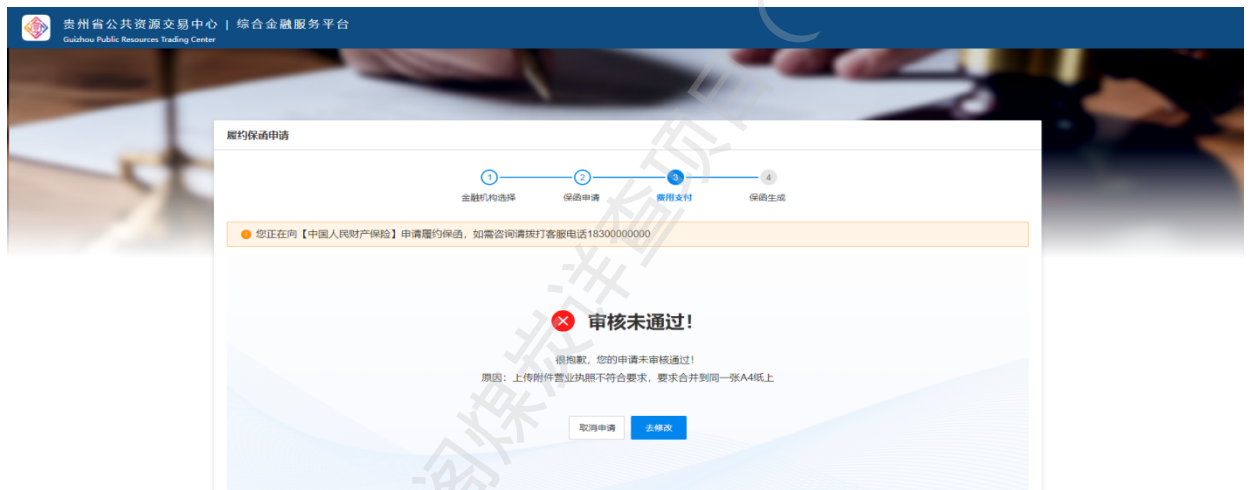 贵州省公共资源交易中心 | 综合金融服务平台
Guizhou Public Resources Trading Center
履约保函申请
1 2 3 4
金融机构选择 保函申请 费用支付 保函生成
您正在向【中国人民财产保险】申请履约保函，如需咨询请拨打客服电话18300000000
审核未通过！
很抱歉，您的申请未审核通过！
原因：上传附件营业执照不符合要求，要求合并到同一张A4纸上
取消申请 去修改
阁煤炭详查项目